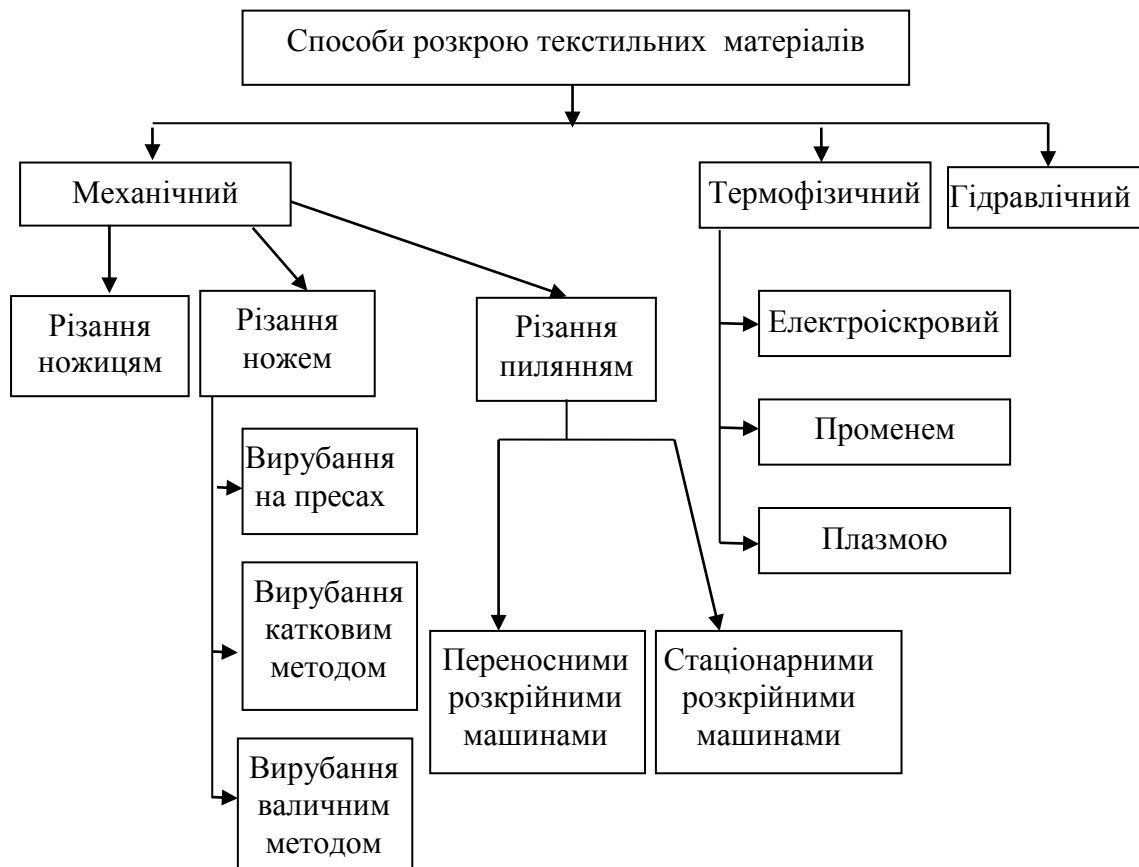 Способи розкрою текстильних матеріалів
Механічний
Термофізичний
Гідравлічний
Різання
ножицям
Різання
ножем
Різання
пилянням
Електроіскровий
Променем
Плазмою
Вирубання
на пресах
Вирубання
катковим
методом
Вирубання
валичним
методом
Переносними
розкрійними
машинами
Стаціонарними
розкрійними
машинами